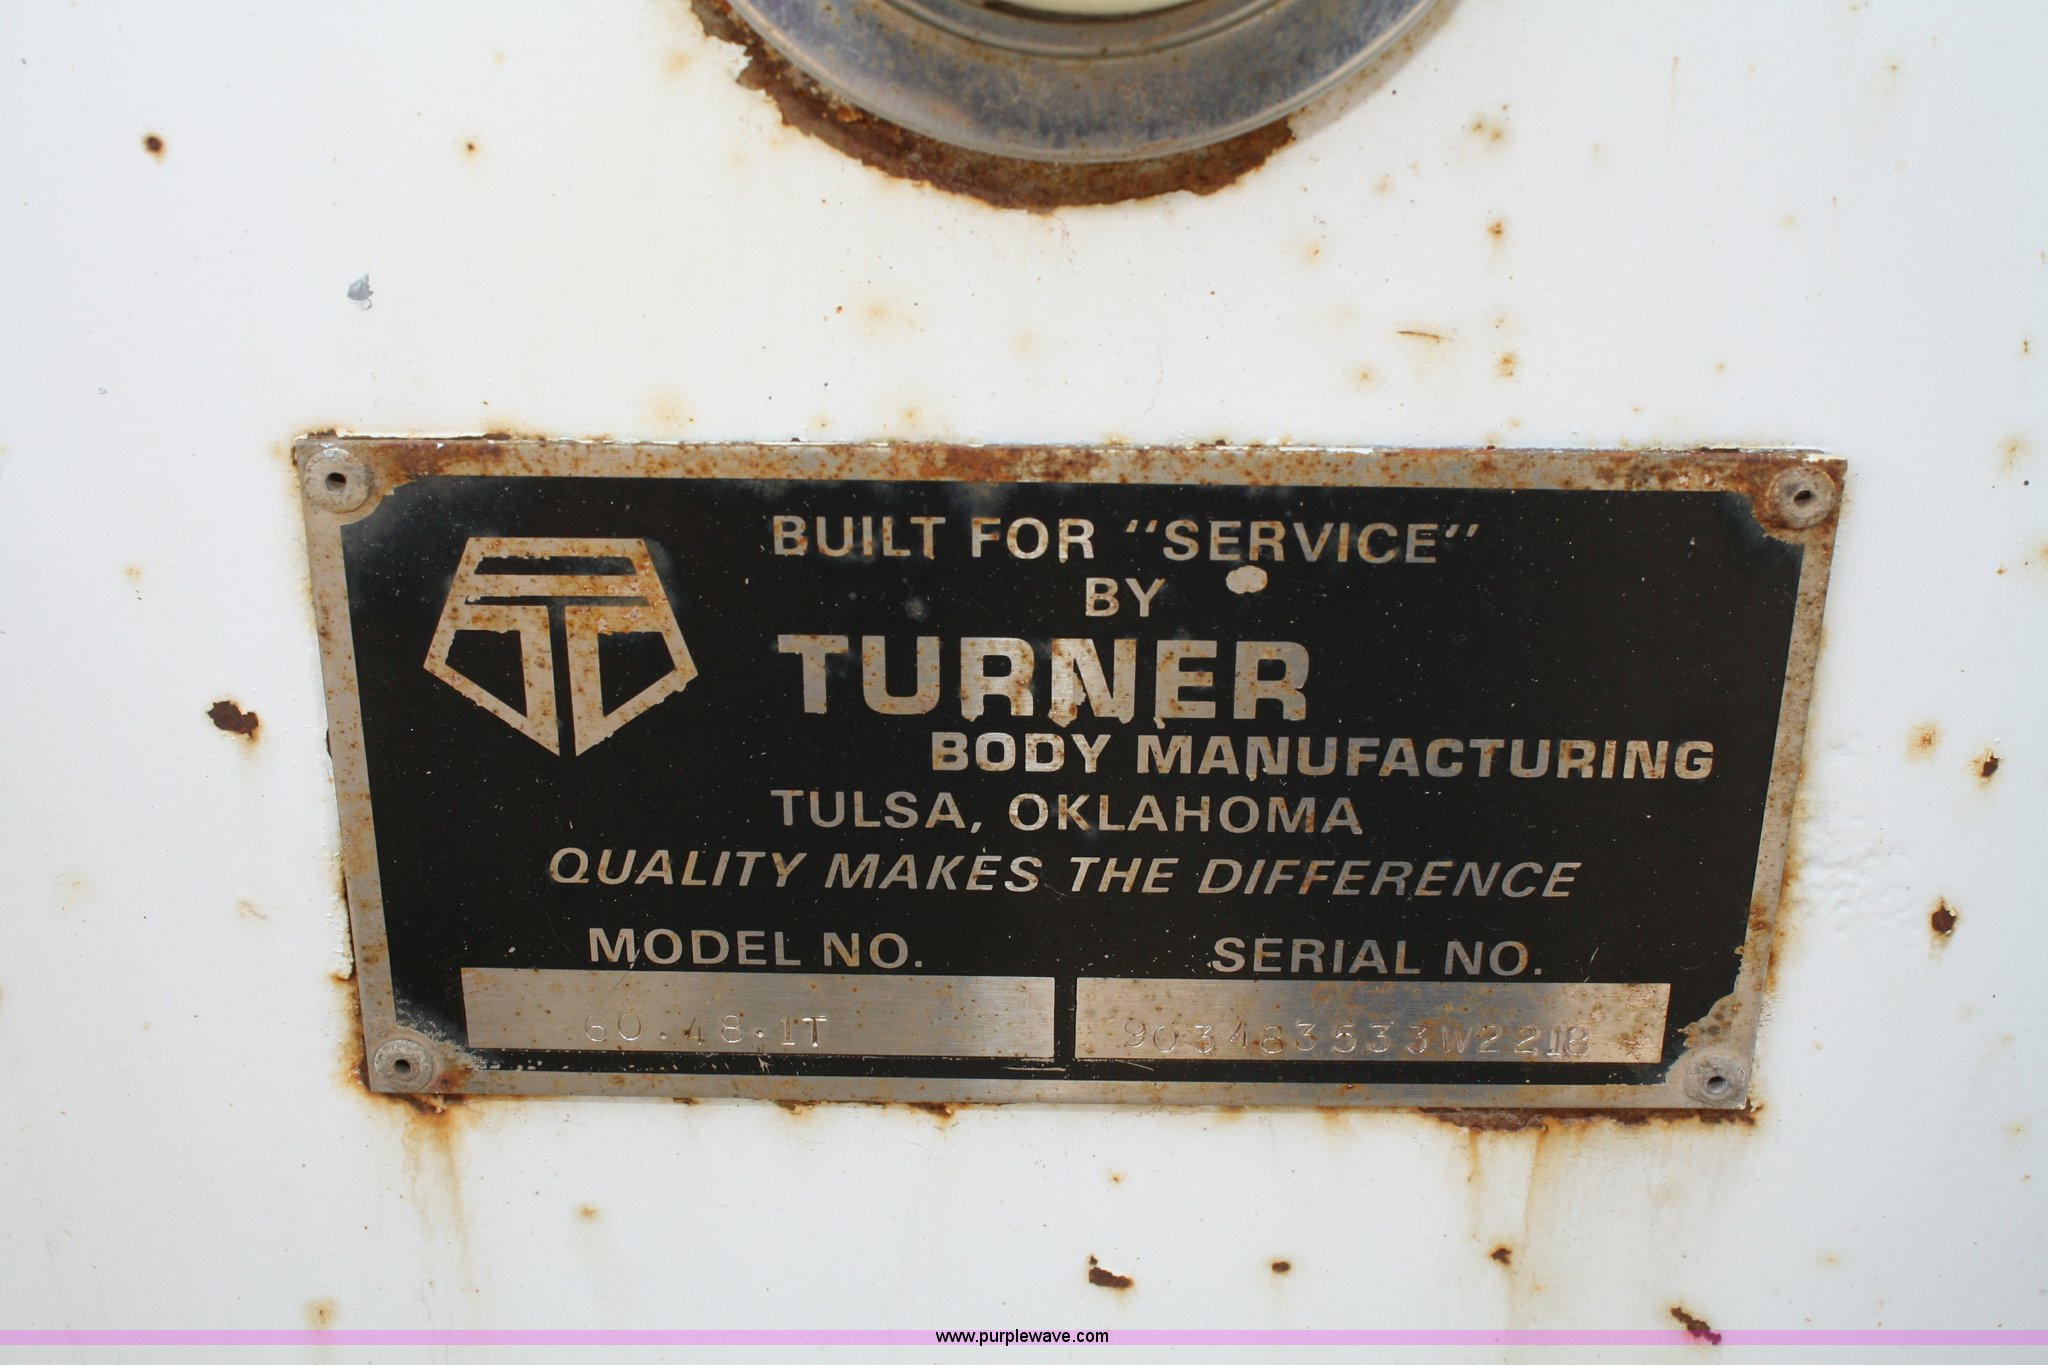 BUILT FOR "SERVICE"
BY
TURNER
BODY MANUFACTURING
TULSA, OKLAHOMA
QUALITY MAKES THE DIFFERENCE
MODEL NO. SERIAL NO.
60.48.1T 903483533W2218
www.purplewave.com